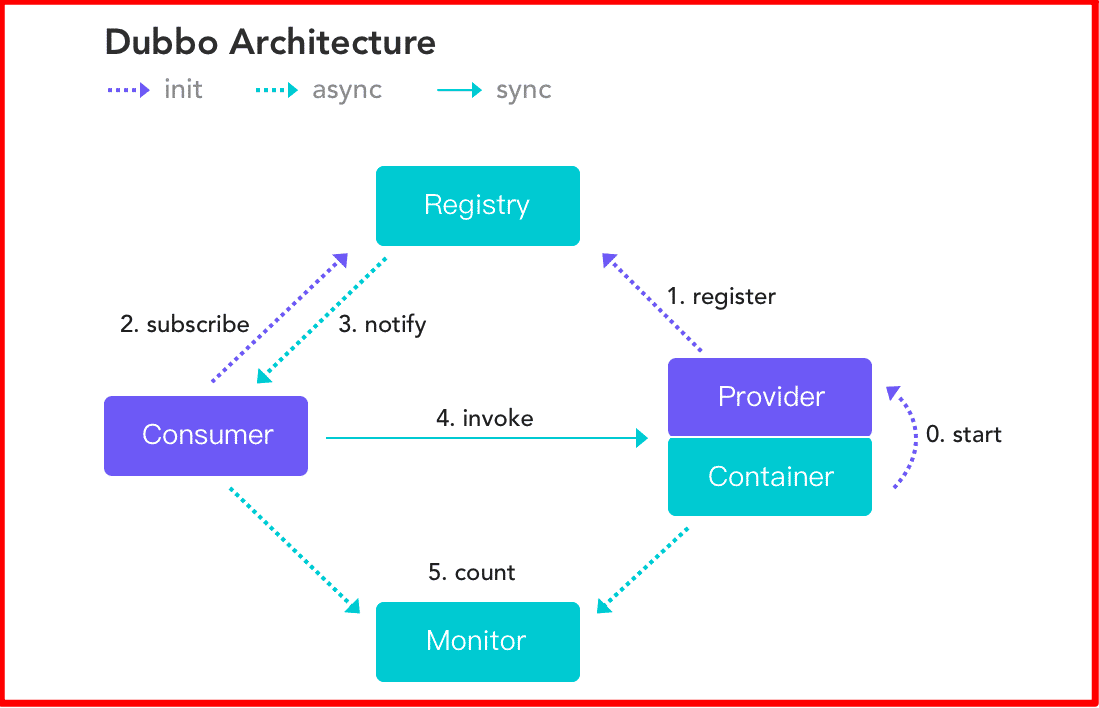 Dubbo Architecture
init async sync
Registry
1. register
2. subscribe 3. notify
Provider
4. invoke
Consumer 0. start
Container
5. count
Monitor